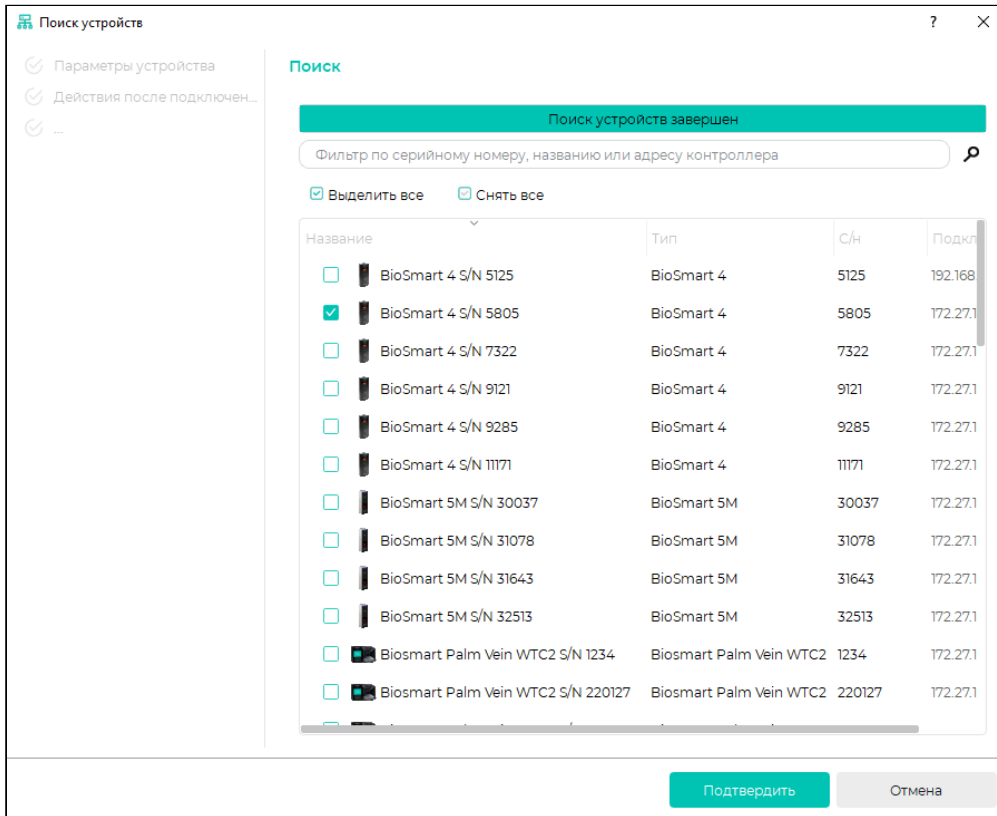 Поиск устройств
?
Параметры устройства
Действия после подключен...
...
Поиск
Поиск устройств завершен
Фильтр по серийному номеру, названию или адресу контроллера
Выделить все Снять все
Название Тип С/н Подкл
BioSmart 4 S/N 5125 BioSmart 4 5125 192.168.
BioSmart 4 S/N 5805 BioSmart 4 5805 172.27.1
BioSmart 4 S/N 7322 BioSmart 4 7322 172.27.1
BioSmart 4 S/N 9121 BioSmart 4 9121 172.27.1
BioSmart 4 S/N 9285 BioSmart 4 9285 172.27.1
BioSmart 4 S/N 11171 BioSmart 4 11171 172.27.1
BioSmart 5M S/N 30037 BioSmart 5M 30037 172.27.1
BioSmart 5M S/N 31078 BioSmart 5M 31078 172.27.1
BioSmart 5M S/N 31643 BioSmart 5M 31643 172.27.1
BioSmart 5M S/N 32513 BioSmart 5M 32513 172.27.1
Biosmart Palm Vein WTC2 S/N 1234 Biosmart Palm Vein WTC2 1234 172.27.1
Biosmart Palm Vein WTC2 S/N 220127 Biosmart Palm Vein WTC2 220127 172.27.1
Подтвердить Отмена